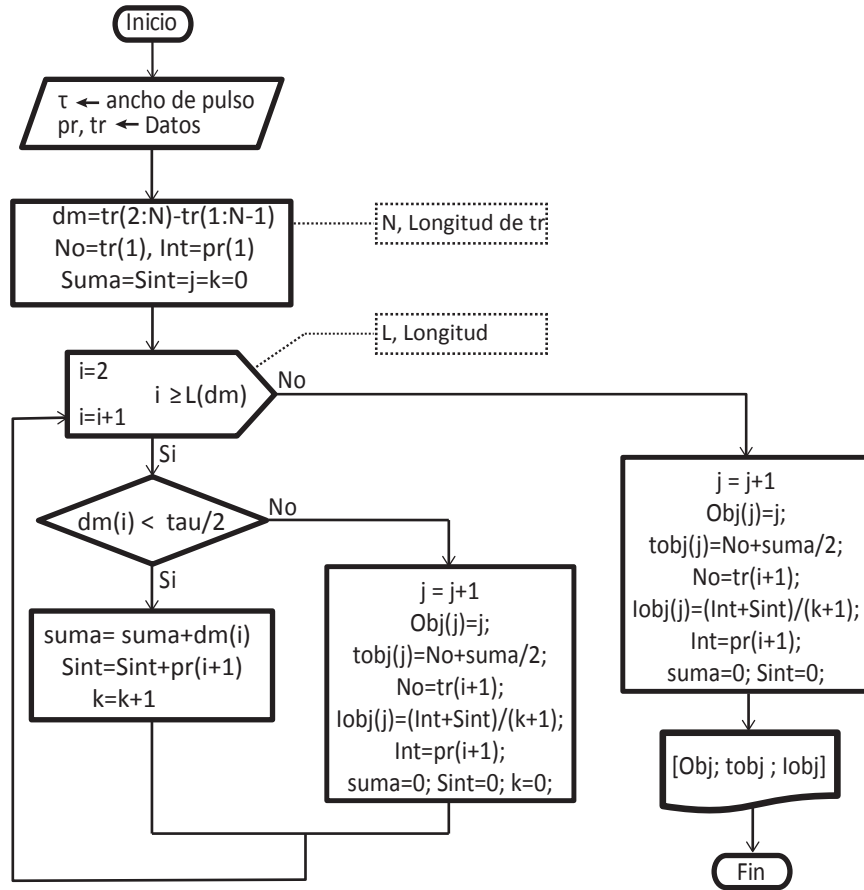 Inicio
τ ← ancho de pulso
pr, tr ← Datos
dm=tr(2:N)-tr(1:N-1)
No=tr(1), Int=pr(1)
Suma=Sint=j=k=0
N, Longitud de tr
L, Longitud
i=2
i ≥L(dm)
i=i+1
No
Si
dm(i) < tau/2
No
Si
suma= suma+dm(i)
Sint=Sint+pr(i+1)
k=k+1
j = j+1
Obj(j)=j;
tobj(j)=No+suma/2;
No=tr(i+1);
Iobj(j)=(Int+Sint)/(k+1);
Int=pr(i+1);
suma=0; Sint=0; k=0;
j = j+1
Obj(j)=j;
tobj(j)=No+suma/2;
No=tr(i+1);
Iobj(j)=(Int+Sint)/(k+1);
Int=pr(i+1);
suma=0; Sint=0;
[Obj; tobj ; Iobj]
Fin